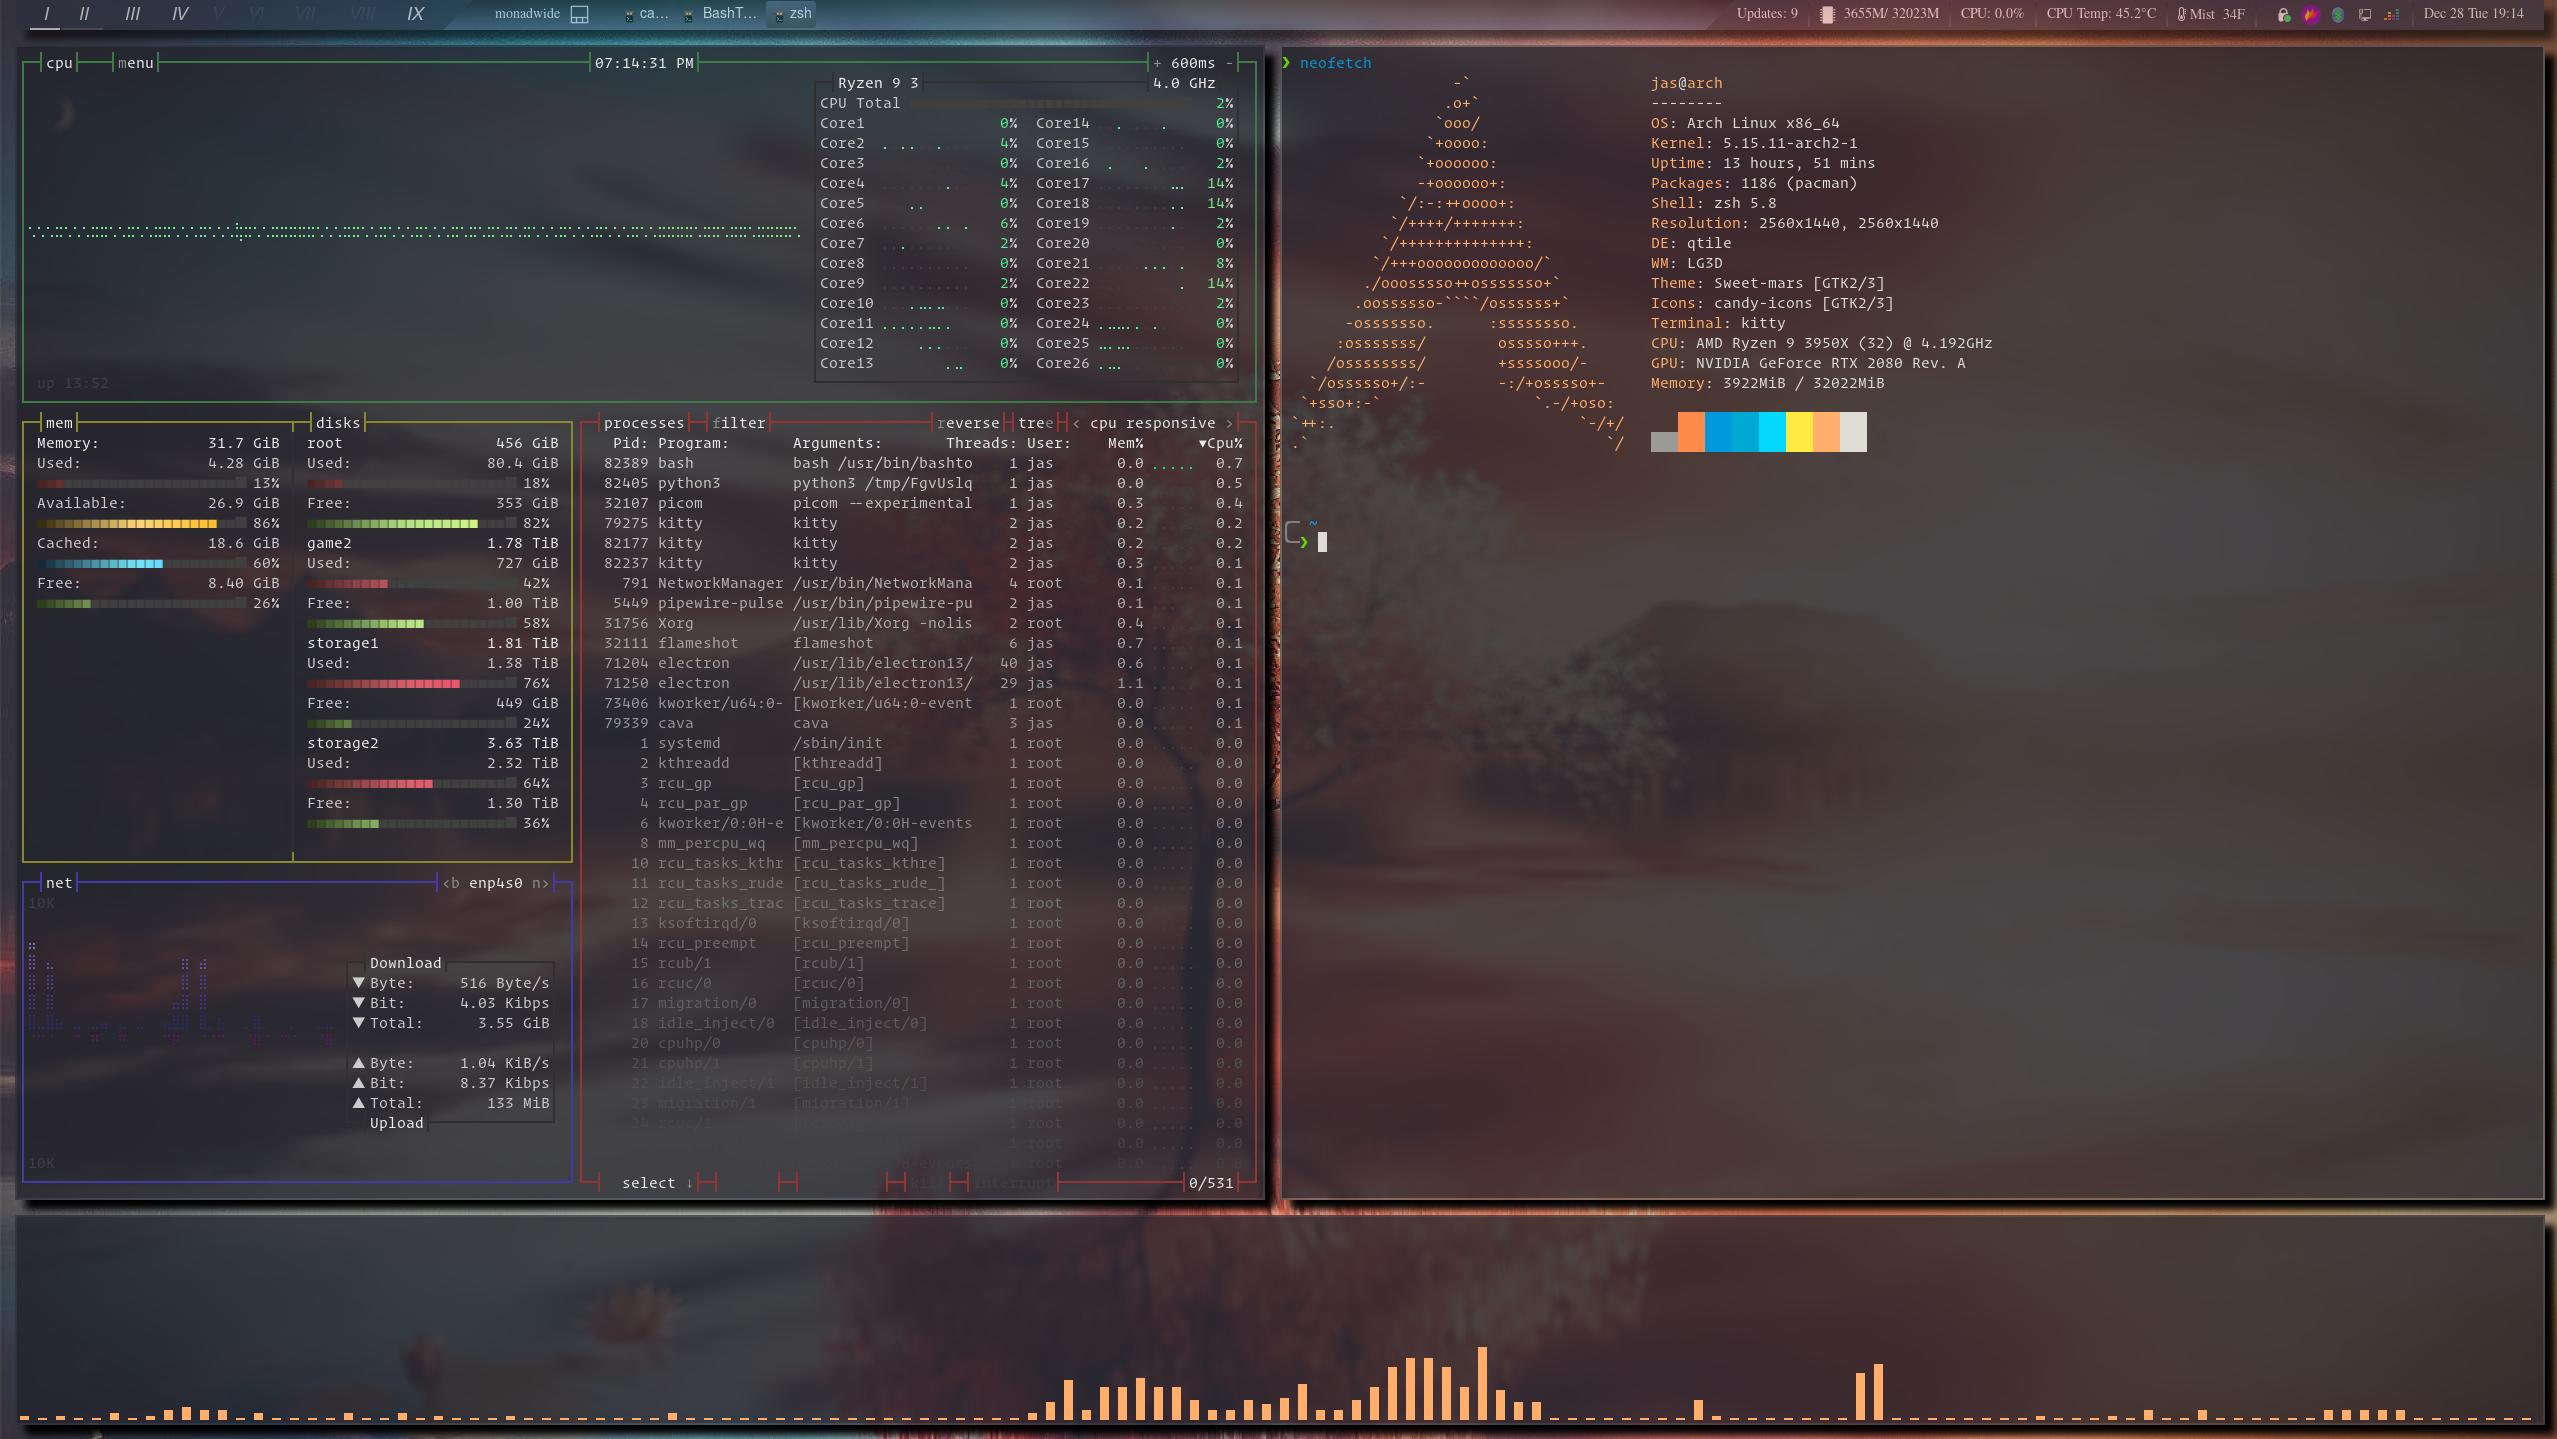 I II III IV V VI VII VIII IX monadwide ca... BashT... zsh Updates: 9 3655M/ 32023M CPU: 0.0% CPU Temp: 45.2°C Mist 34F Dec 28 Tue 19:14
cpu menu 07:14:31 PM + 600ms -
Ryzen 9 3 4.0 GHz
CPU Total 2%
Core1 0% Core14 0%
Core2 4% Core15 0%
Core3 0% Core16 2%
Core4 4% Core17 14%
Core5 0% Core18 14%
Core6 6% Core19 2%
Core7 2% Core20 0%
Core8 0% Core21 8%
Core9 2% Core22 14%
Core10 0% Core23 2%
Core11 0% Core24 0%
Core12 0% Core25 0%
Core13 0% Core26 0%
up 13:52
mem
Memory: 31.7 GiB
Used: 4.28 GiB
13%
Available: 26.9 GiB
86%
Cached: 18.6 GiB
60%
Free: 8.40 GiB
26%
disks
root 456 GiB
Used: 80.4 GiB
18%
Free: 353 GiB
82%
game2 1.78 TiB
Used: 727 GiB
42%
Free: 1.00 TiB
58%
storage1 1.81 TiB
Used: 1.38 TiB
76%
Free: 449 GiB
24%
storage2 3.63 TiB
Used: 2.32 TiB
64%
Free: 1.30 TiB
36%
net <b enp4s0 n>
10K
Download
▼ Byte: 516 Byte/s
▼ Bit: 4.03 Kibps
▼ Total: 3.55 GiB
▲ Byte: 1.04 KiB/s
▲ Bit: 8.37 Kibps
▲ Total: 133 MiB
Upload
10K
processes filter reverse tree < cpu responsive >
Pid: Program: Arguments: Threads: User: Mem% ▼Cpu%
82389 bash bash /usr/bin/bashto 1 jas 0.0 0.7
82405 python3 python3 /tmp/FgvUslq 1 jas 0.0 0.5
32107 picom picom --experimental 1 jas 0.3 0.4
79275 kitty kitty 2 jas 0.2 0.2
82177 kitty kitty 2 jas 0.2 0.2
82237 kitty kitty 2 jas 0.3 0.1
791 NetworkManager /usr/bin/NetworkMana 4 root 0.1 0.1
5449 pipewire-pulse /usr/bin/pipewire-pu 2 jas 0.1 0.1
31756 Xorg /usr/lib/Xorg -nolis 2 root 0.4 0.1
32111 flameshot flameshot 6 jas 0.7 0.1
71204 electron /usr/lib/electron13/ 40 jas 0.6 0.1
71250 electron /usr/lib/electron13/ 29 jas 1.1 0.1
73406 kworker/u64:0- [kworker/u64:0-event 1 root 0.0 0.1
79339 cava cava 3 jas 0.0 0.1
1 systemd /sbin/init 1 root 0.0 0.0
2 kthreadd [kthreadd] 1 root 0.0 0.0
3 rcu_gp [rcu_gp] 1 root 0.0 0.0
4 rcu_par_gp [rcu_par_gp] 1 root 0.0 0.0
6 kworker/0:0H-e [kworker/0:0H-events 1 root 0.0 0.0
8 mm_percpu_wq [mm_percpu_wq] 1 root 0.0 0.0
10 rcu_tasks_kthr [rcu_tasks_kthre] 1 root 0.0 0.0
11 rcu_tasks_rude [rcu_tasks_rude_] 1 root 0.0 0.0
12 rcu_tasks_trac [rcu_tasks_trace] 1 root 0.0 0.0
13 ksoftirqd/0 [ksoftirqd/0] 1 root 0.0 0.0
14 rcu_preempt [rcu_preempt] 1 root 0.0 0.0
15 rcub/1 [rcub/1] 1 root 0.0 0.0
16 rcuc/0 [rcuc/0] 1 root 0.0 0.0
17 migration/0 [migration/0] 1 root 0.0 0.0
18 idle_inject/0 [idle_inject/0] 1 root 0.0 0.0
20 cpuhp/0 [cpuhp/0] 1 root 0.0 0.0
21 cpuhp/1 [cpuhp/1] 1 root 0.0 0.0
22 idle_inject/1 [idle_inject/1] 1 root 0.0 0.0
23 migration/1 [migration/1] 1 root 0.0 0.0
24 rcuc/1 1 root 0.0 0.0
1 root 0.0 0.0
1 root 0.0 0.0
select ↓ kill interrupt 0/531
❯ neofetch
jas@arch
--------
OS: Arch Linux x86_64
Kernel: 5.15.11-arch2-1
Uptime: 13 hours, 51 mins
Packages: 1186 (pacman)
Shell: zsh 5.8
Resolution: 2560x1440, 2560x1440
DE: qtile
WM: LG3D
Theme: Sweet-mars [GTK2/3]
Icons: candy-icons [GTK2/3]
Terminal: kitty
CPU: AMD Ryzen 9 3950X (32) @ 4.192GHz
GPU: NVIDIA GeForce RTX 2080 Rev. A
Memory: 3922MiB / 32022MiB
~
❯